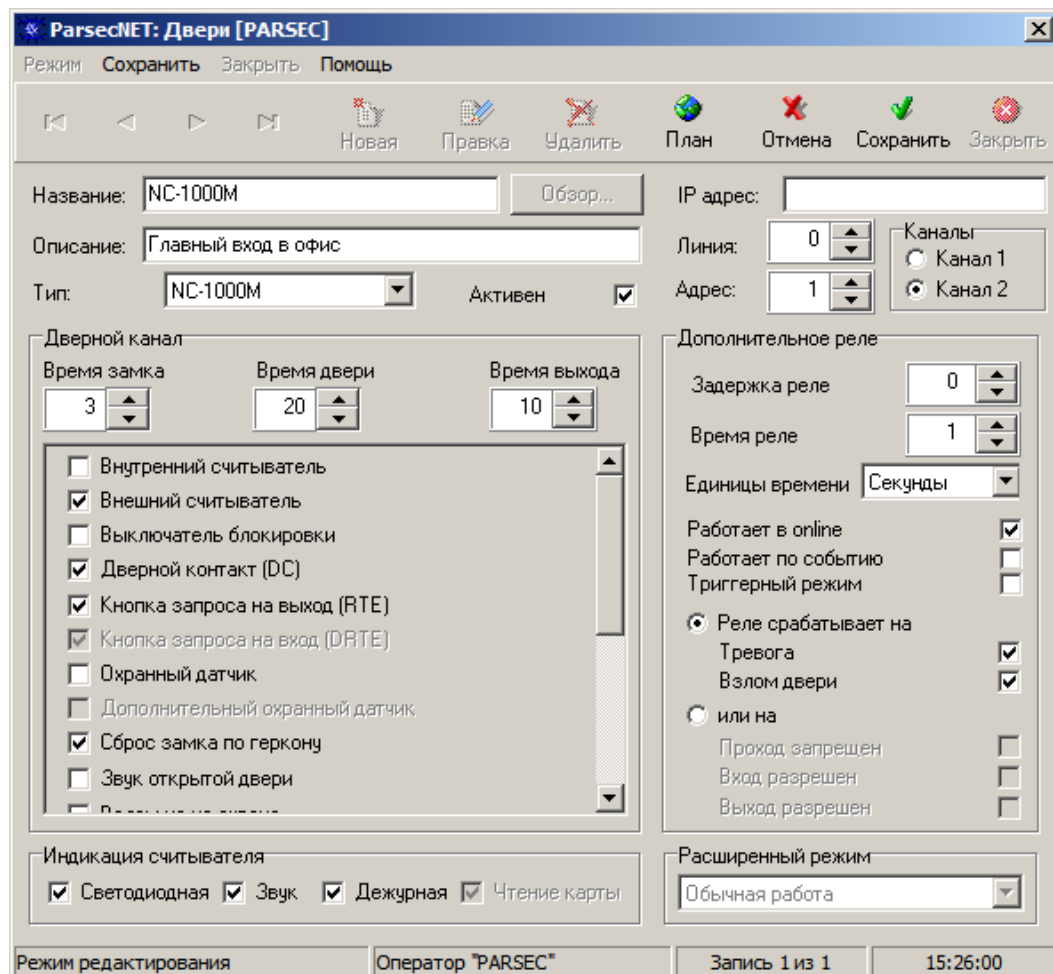 ParsecNET: Двери [PARSEC]
Режим Сохранить Закрыть Помощь
Новая Правка Удалить План Отмена Сохранить Закрыть
Название: NC-1000M Обзор... IP адрес:
Описание: Главный вход в офис Линия: 0 Каналы
Канал 1
Тип: NC-1000M Активен Адрес: 1 Канал 2
Дверной канал
Время замка Время двери Время выхода
3 20 10
Внутренний считыватель
Внешний считыватель
Выключатель блокировки
Дверной контакт (DC)
Кнопка запроса на выход (RTE)
Кнопка запроса на вход (DRTE)
Охранный датчик
Дополнительный охранный датчик
Сброс замка по геркону
Звук открытой двери
Дополнительное реле
Задержка реле 0
Время реле 1
Единицы времени Секунды
Работает в online
Работает по событию
Триггерный режим
Реле срабатывает на
Тревога
Взлом двери
или на
Проход запрещен
Вход разрешен
Выход разрешен
Индикация считывателя
Светодиодная Звук Дежурная Чтение карты
Расширенный режим
Обычная работа
Режим редактирования Оператор "PARSEC" Запись 1 из 1 15:26:00